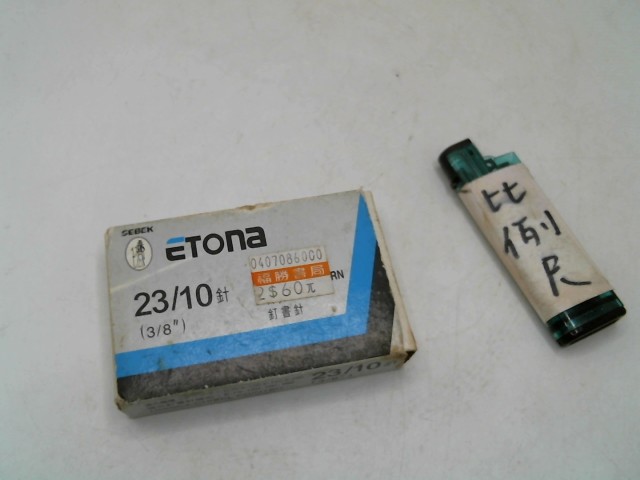 SEBEK
ETONA
0407086000
福勝書局
2$60元
RN
23/10針
(3/8")
釘書針
23/10
比
例
尺